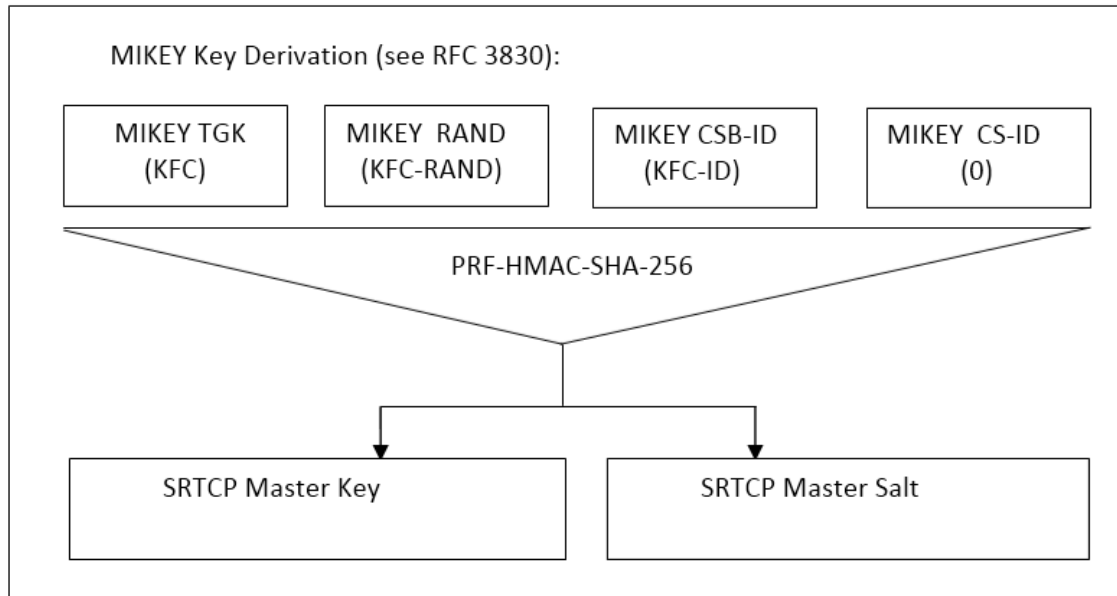 MIKEY Key Derivation (see RFC 3830):
MIKEY TGK
(KFC)
MIKEY RAND
(KFC-RAND)
MIKEY CSB-ID
(KFC-ID)
MIKEY CS-ID
(0)
PRF-HMAC-SHA-256
SRTCP Master Key
SRTCP Master Salt